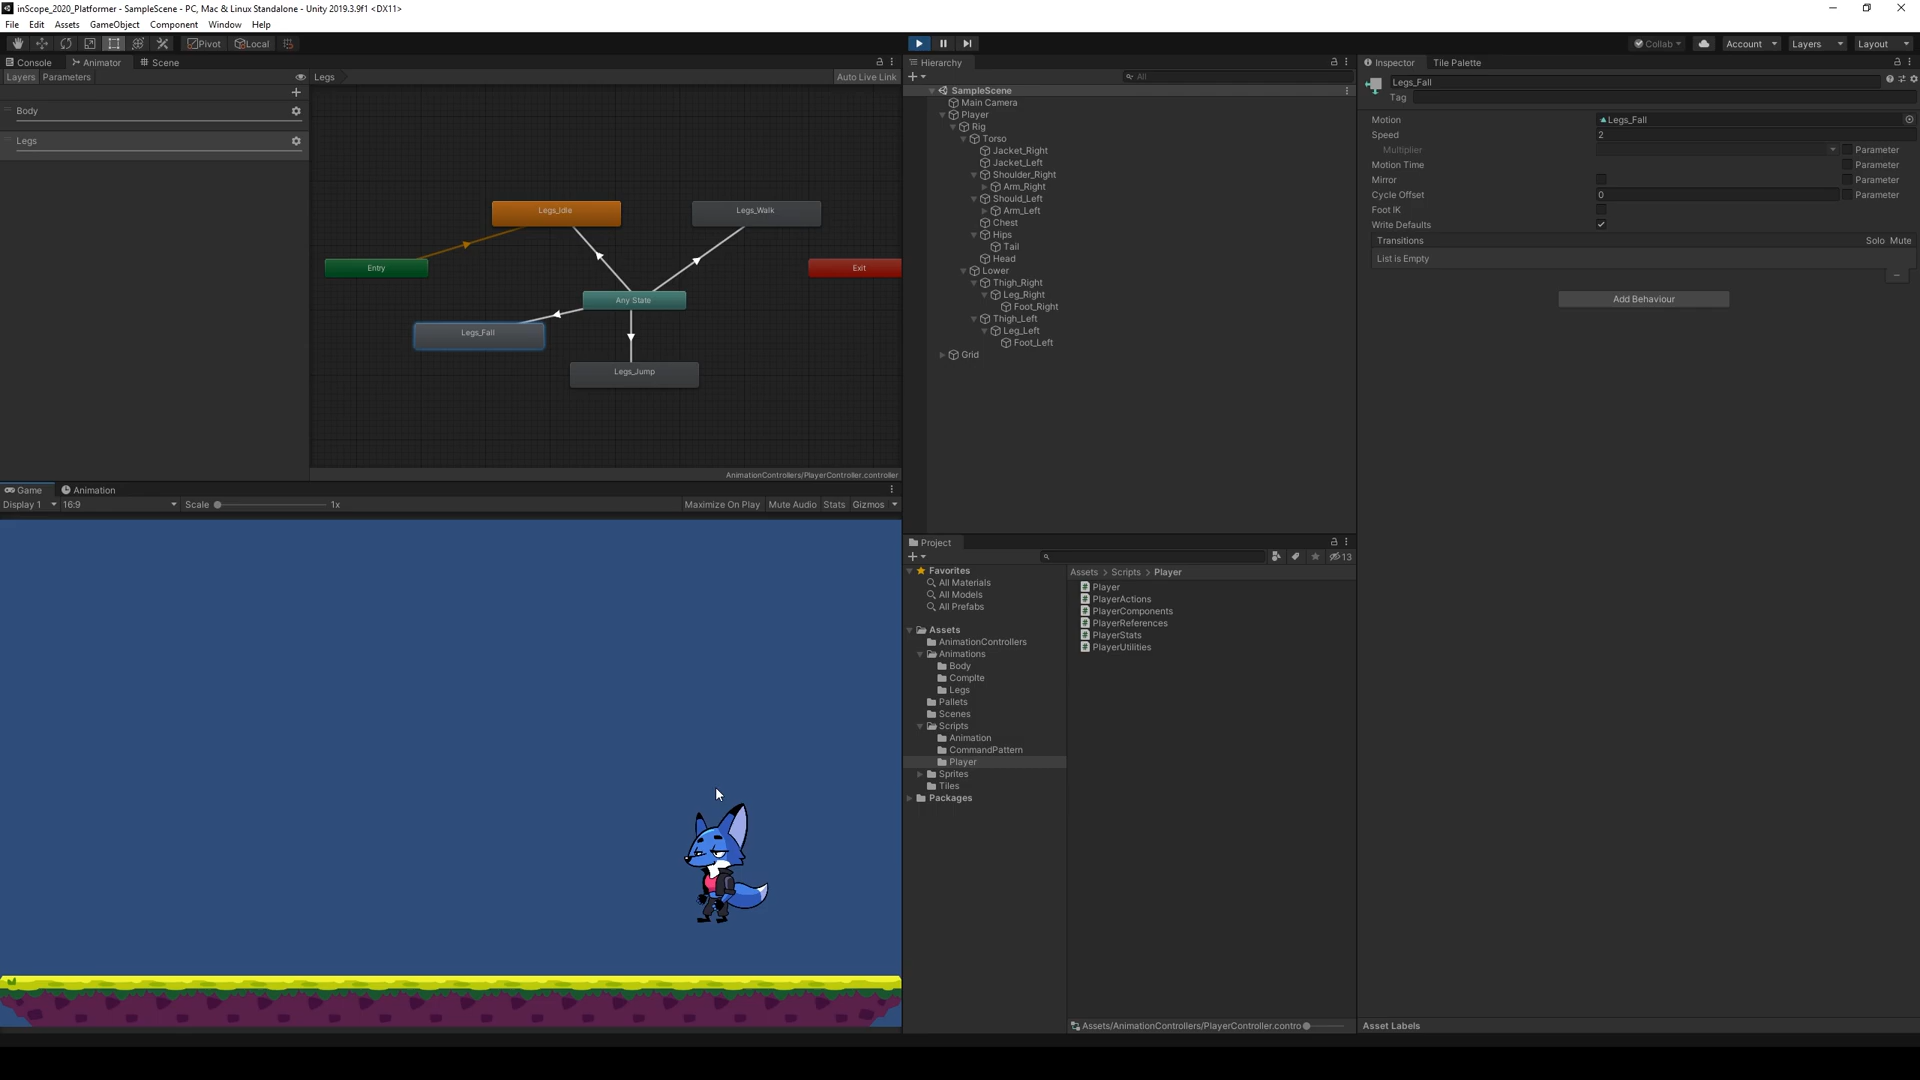 inScope_2020_Platformer - SampleScene - PC, Mac & Linux Standalone - Unity 2019.3.9f1 <DX11>
File Edit Assets GameObject Component Window Help
Pivot Local Collab Account Layers Layout
Console Animator Scene
Layers Parameters Legs Auto Live Link
Body
Legs
Legs_Idle
Legs_Walk
Entry
Exit
Any State
Legs_Fall
Legs_Jump
AnimationControllers/PlayerController.controller
Game Animation
Display 1 16:9 Scale 1x Maximize On Play Mute Audio Stats Gizmos
Hierarchy
All
SampleScene
Main Camera
Player
Rig
Torso
Jacket_Right
Jacket_Left
Shoulder_Right
Arm_Right
Should_Left
Arm_Left
Chest
Hips
Tail
Head
Lower
Thigh_Right
Leg_Right
Foot_Right
Thigh_Left
Leg_Left
Foot_Left
Grid
Project
13
Favorites
All Materials
All Models
All Prefabs
Assets
AnimationControllers
Animations
Body
Complte
Legs
Pallets
Scenes
Scripts
Animation
CommandPattern
Player
Sprites
Tiles
Packages
Assets > Scripts > Player
Player
PlayerActions
PlayerComponents
PlayerReferences
PlayerStats
PlayerUtilities
Assets/AnimationControllers/PlayerController.contro
Inspector Tile Palette
Legs_Fall
Tag
Motion Legs_Fall
Speed 2
Multiplier Parameter
Motion Time Parameter
Mirror Parameter
Cycle Offset 0 Parameter
Foot IK
Write Defaults
Transitions Solo Mute
List is Empty
Add Behaviour
Asset Labels